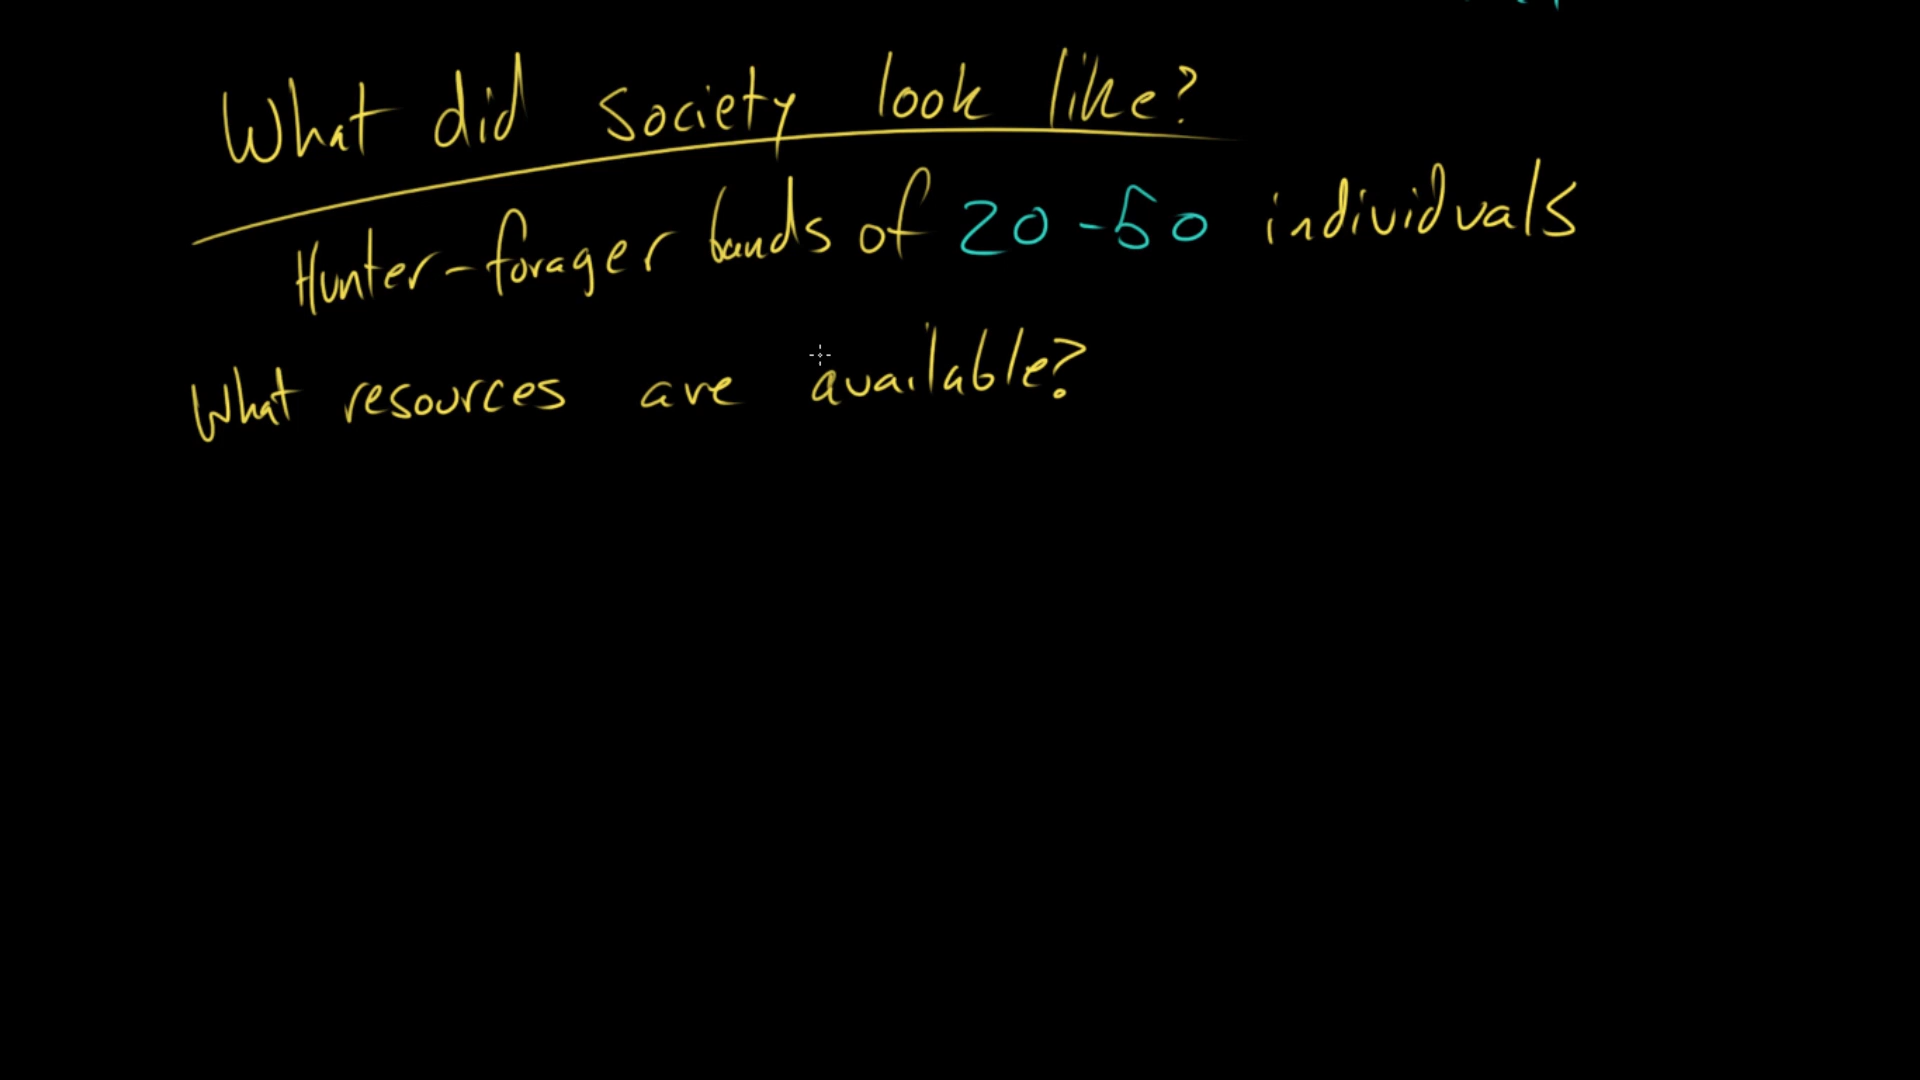 What did society look like?
Hunter-forager bands of 20-50 individuals
What resources are available?